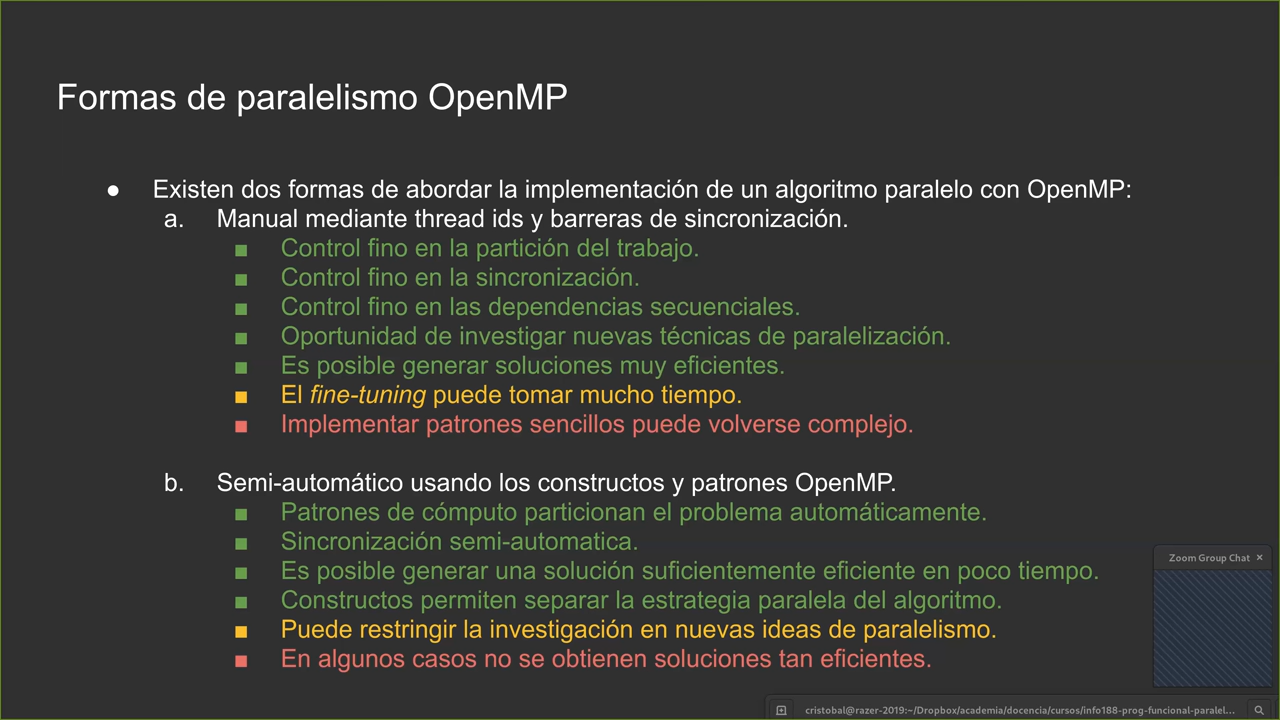 Formas de paralelismo OpenMP
● Existen dos formas de abordar la implementación de un algoritmo paralelo con OpenMP:
a. Manual mediante thread ids y barreras de sincronización.
■ Control fino en la partición del trabajo.
■ Control fino en la sincronización.
■ Control fino en las dependencias secuenciales.
■ Oportunidad de investigar nuevas técnicas de paralelización.
■ Es posible generar soluciones muy eficientes.
■ El fine-tuning puede tomar mucho tiempo.
■ Implementar patrones sencillos puede volverse complejo.
b. Semi-automático usando los constructos y patrones OpenMP.
■ Patrones de cómputo particionan el problema automáticamente.
■ Sincronización semi-automatica.
■ Es posible generar una solución suficientemente eficiente en poco tiempo.
■ Constructos permiten separar la estrategia paralela del algoritmo.
■ Puede restringir la investigación en nuevas ideas de paralelismo.
■ En algunos casos no se obtienen soluciones tan eficientes.
Zoom Group Chat ×
cristobal@razer-2019:~/Dropbox/academia/docencia/cursos/info188-prog-funcional-paralel...